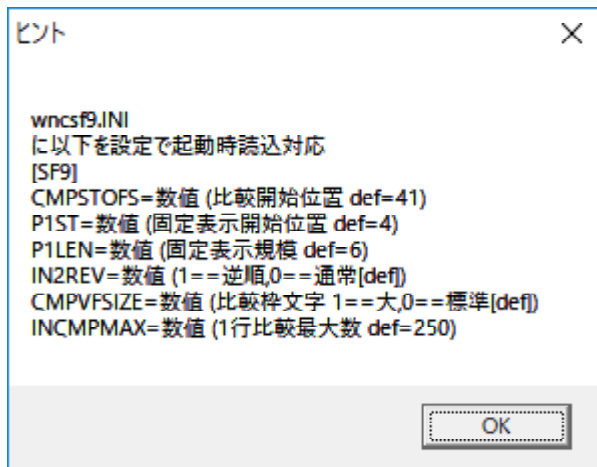 ヒント
wncsf9.INI
に以下を設定で起動時読込対応
[SF9]
CMPSTOFS=数値 (比較開始位置 def=41)
P1ST=数値 (固定表示開始位置 def=4)
P1LEN=数値 (固定表示規模 def=6)
IN2REV=数値 (1==逆順,0==通常[def])
CMPVFSIZE=数値 (比較枠文字 1==大,0==標準[def])
INCMPMAX=数値 (1行比較最大数 def=250)
OK